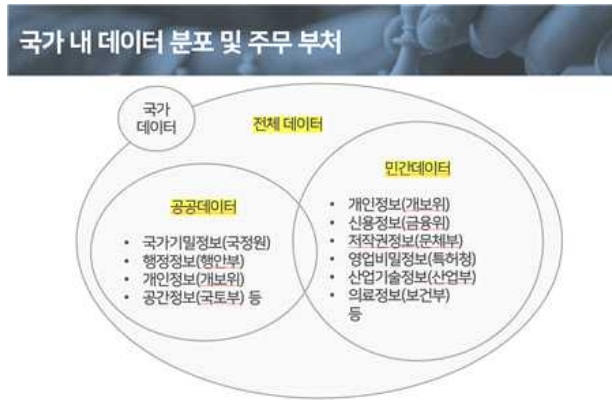 국가 내 데이터 분포 및 주무 부처
국가
데이터
전체 데이터
공공데이터
• 국가기밀정보(국정원)
• 행정정보(행안부)
• 개인정보(개보위)
• 공간정보(국토부) 등
민간데이터
• 개인정보(개보위)
• 신용정보(금융위)
• 저작권정보(문체부)
• 영업비밀정보(특허청)
• 산업기술정보(산업부)
• 의료정보(보건부)
등